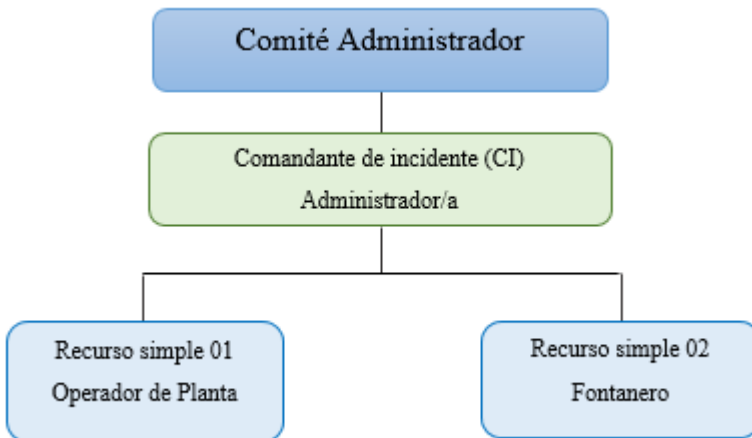 Comité Administrador
Comandante de incidente (CI)
Administrador/a
Recurso simple 01
Operador de Planta
Recurso simple 02
Fontanero